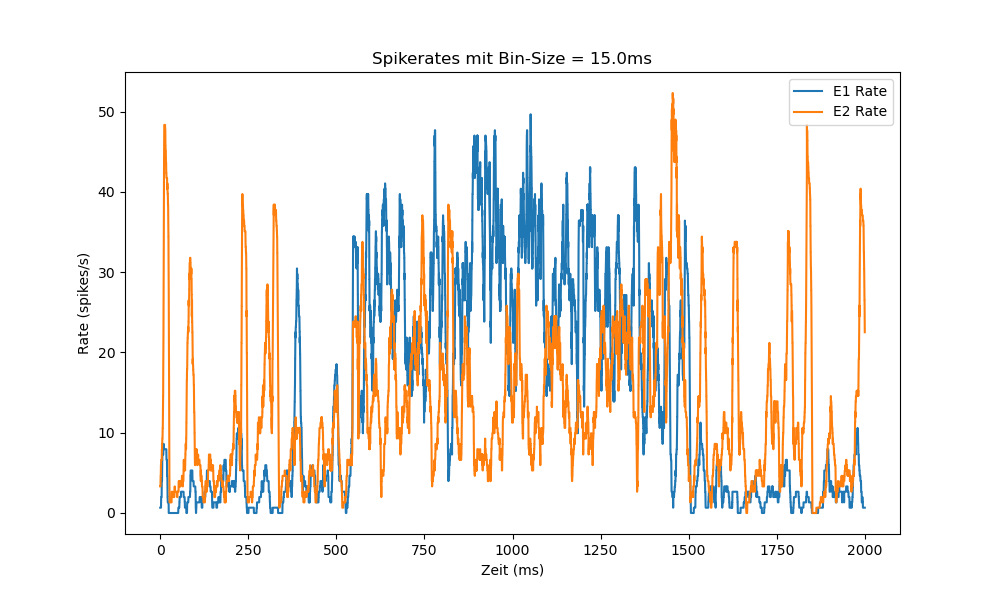 Spikerates mit Bin-Size = 15.0ms
E1 Rate
E2 Rate
Rate (spikes/s)
50
40
30
20
10
0
0 250 500 750 1000 1250 1500 1750 2000
Zeit (ms)